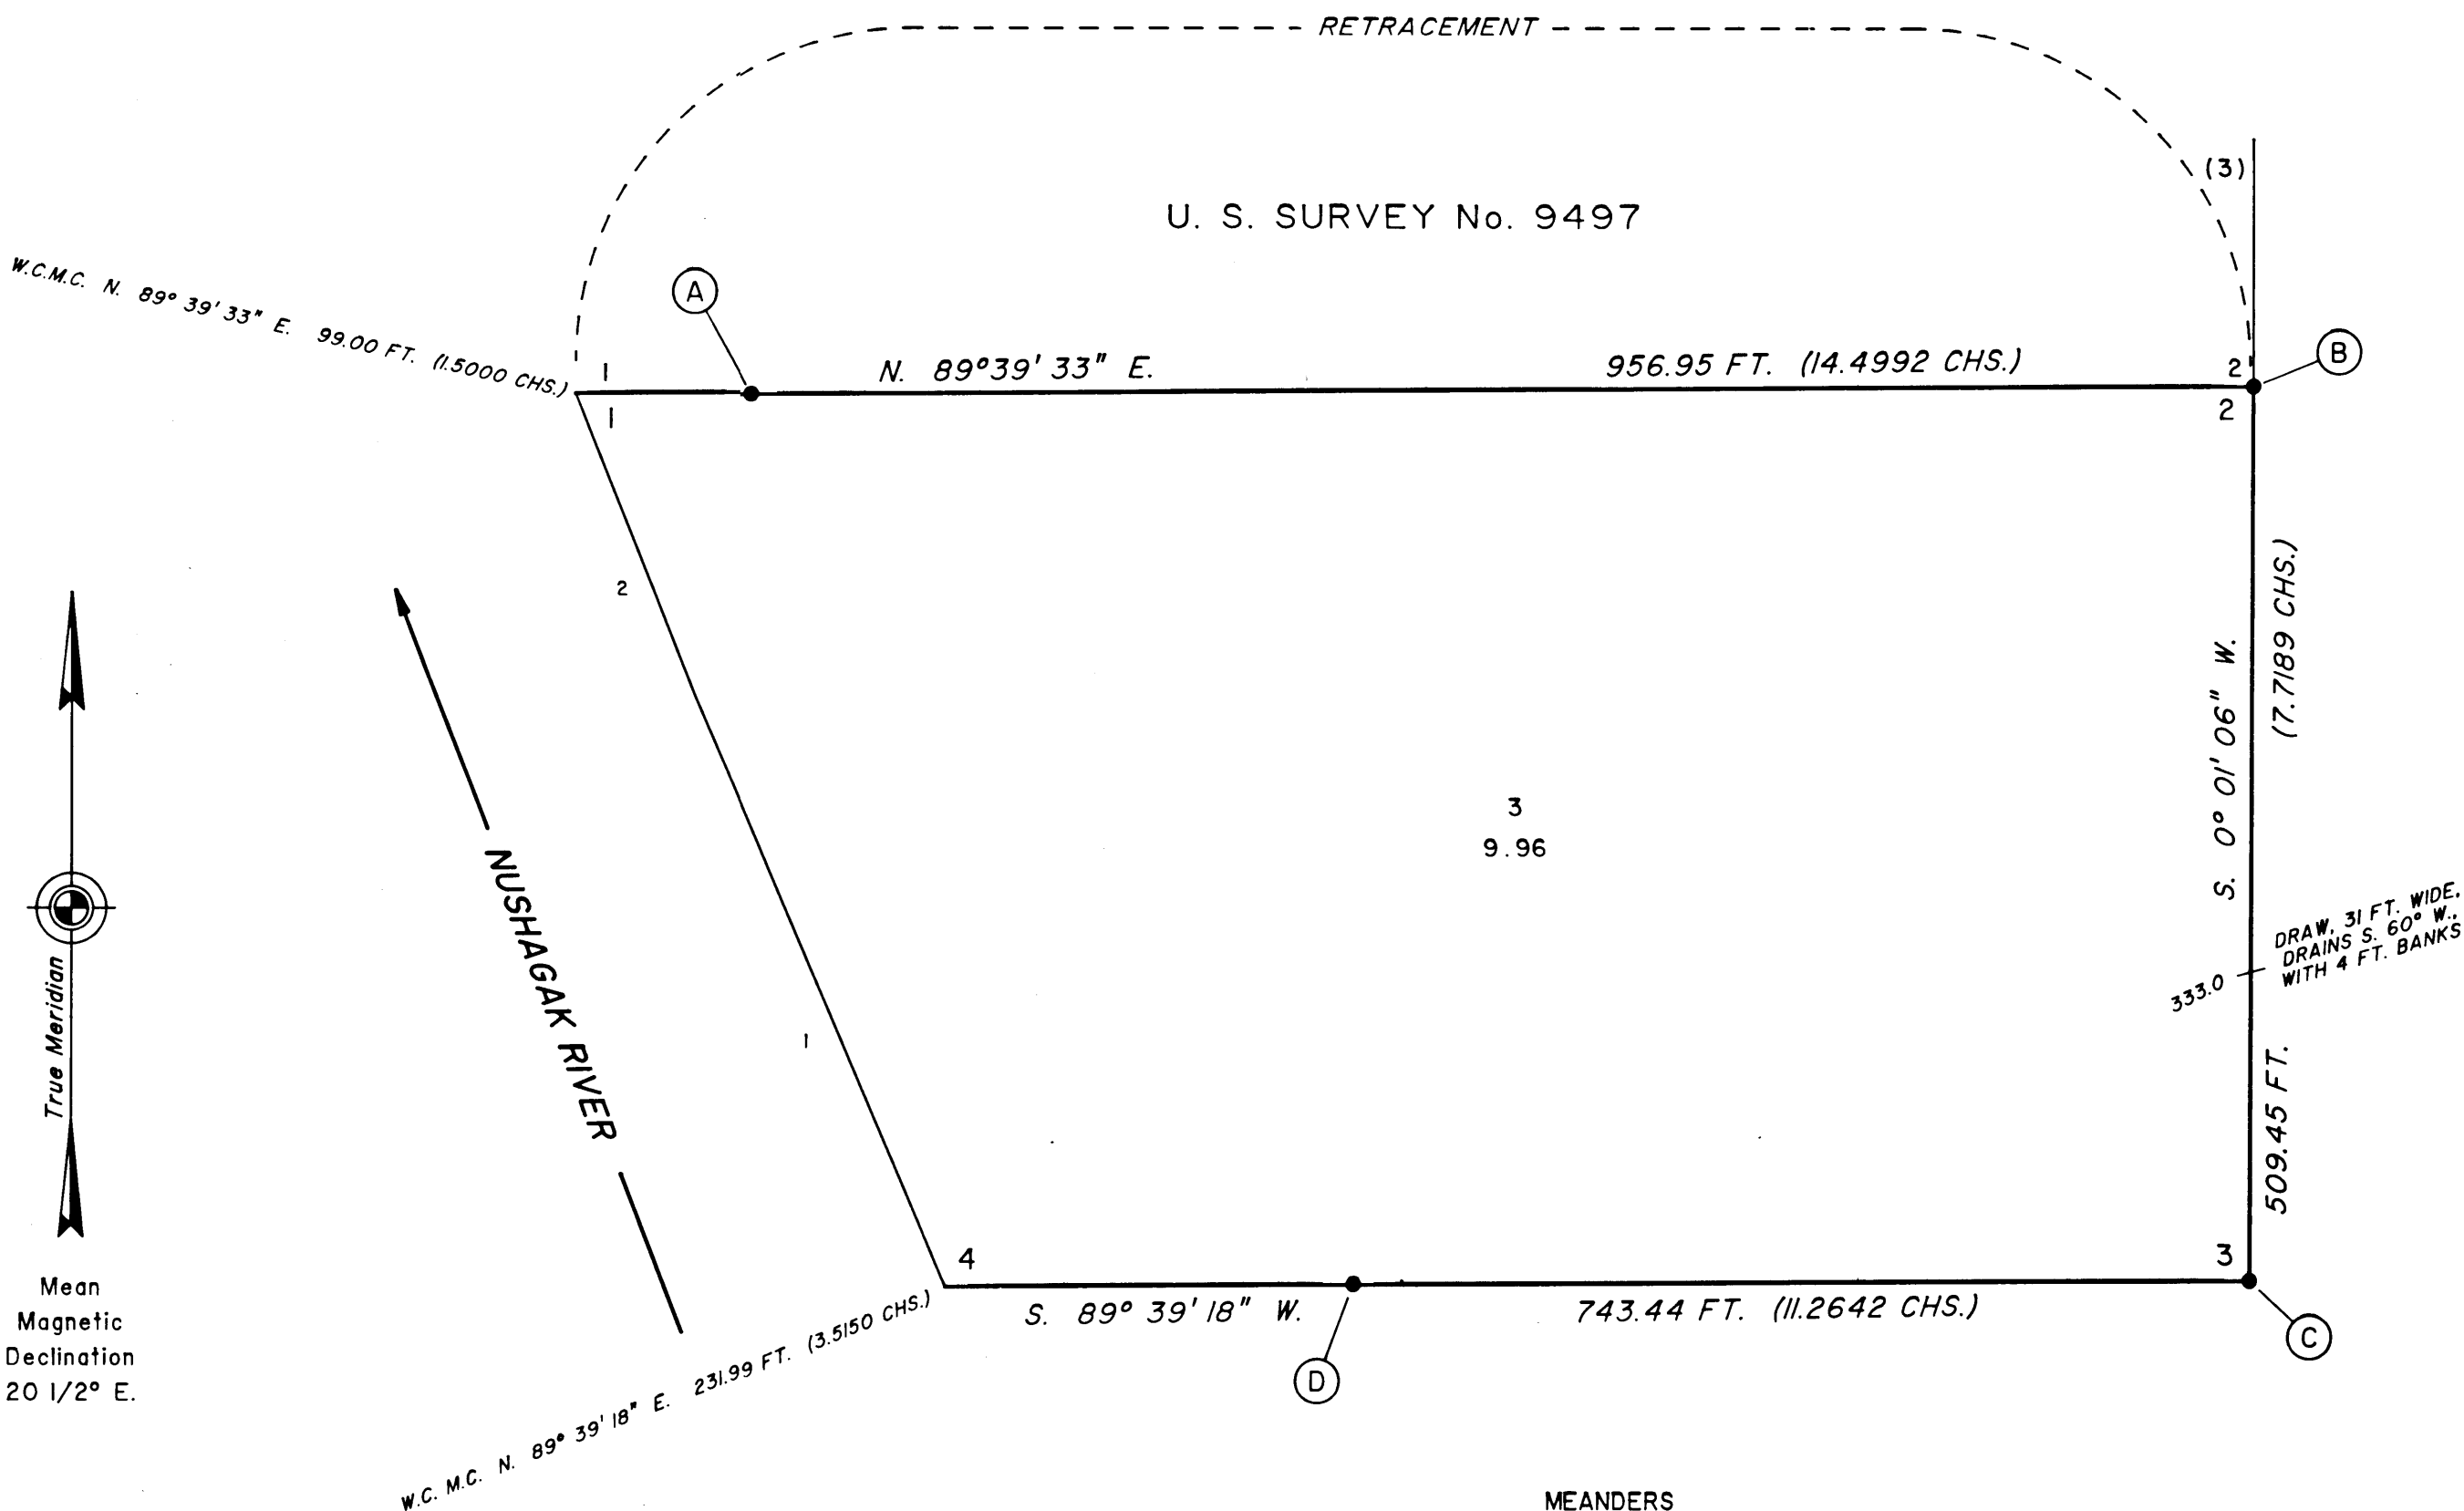 RETRACEMENT
(3)
U. S. SURVEY No. 9497
W.C.M.C. N. 89° 39' 33" E. 99.00 FT. (1.5000 CHS.)
A
B
1
N. 89°39' 33" E.
956.95 FT. (14.4992 CHS.)
2
1
2
2
(7.7189 CHS.)
S. 0° 01' 06" W.
3
9.96
NUSHAGAK RIVER
DRAW, 31 FT. WIDE,
DRAINS S. 60° W.,
WITH 4 FT. BANKS
333.0
True Meridian
1
509.45 FT.
4
3
Mean
Magnetic
Declination
20 1/2° E.
S. 89° 39' 18" W.
743.44 FT. (11.2642 CHS.)
C
D
W.C. M.C. N. 89° 39' 18" E. 231.99 FT. (3.5150 CHS.)
MEANDERS